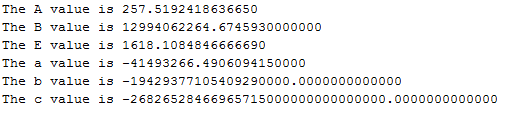 The A value is 257.5192418636650
The B value is 12994062264.6745930000000
The E value is 1618.1084846666690
The a value is -41493266.4906094150000
The b value is -19429377105409290000.0000000000000
The c value is -26826528466965715000000000000000.0000000000000